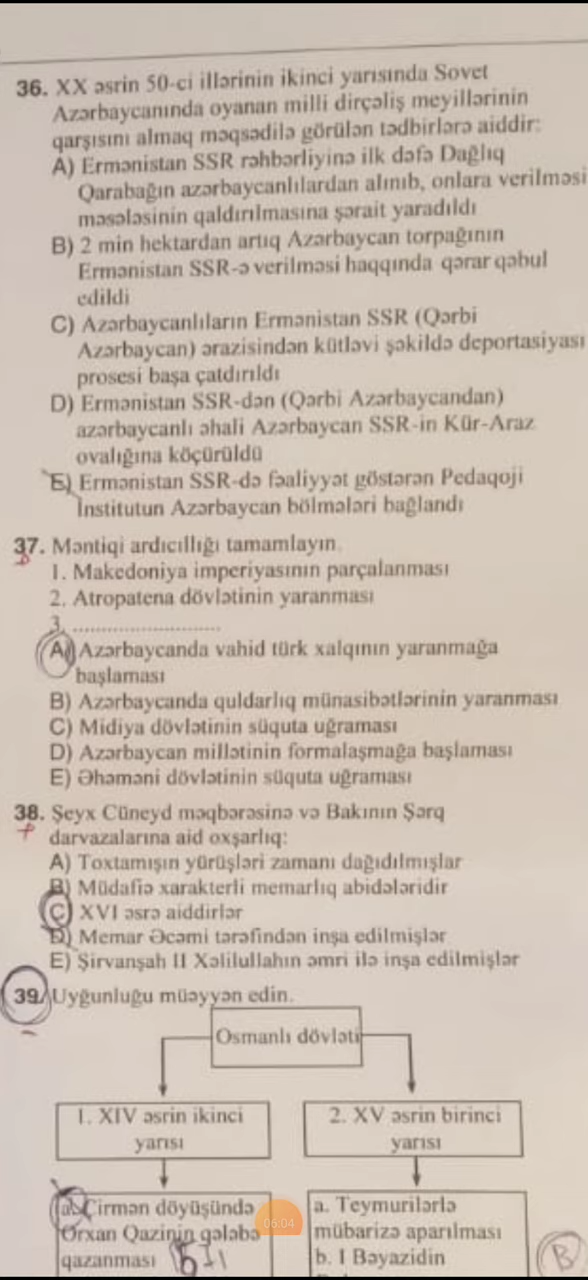 36. XX əsrin 50-ci illərinin ikinci yarısında Sovet
Azərbaycanında oyanan milli dirçəliş meyillərinin
qarşısını almaq məqsədilə görülən tədbirlərə aiddir:
A) Ermənistan SSR rəhbərliyinə ilk dəfə Dağlıq
Qarabağın azərbaycanlılardan alınıb, onlara verilməsi
məsələsinin qaldırılmasına şərait yaradıldı
B) 2 min hektardan artıq Azərbaycan torpağının
Ermənistan SSR-ə verilməsi haqqında qərar qəbul
edildi
C) Azərbaycanlıların Ermənistan SSR (Qərbi
Azərbaycan) ərazisindən kütləvi şəkildə deportasiyası
prosesi başa çatdırıldı
D) Ermənistan SSR-dən (Qərbi Azərbaycandan)
azərbaycanlı əhali Azərbaycan SSR-in Kür-Araz
ovalığına köçürüldü
E) Ermənistan SSR-də fəaliyyət göstərən Pedaqoji
İnstitutun Azərbaycan bölmələri bağlandı
37. Məntiqi ardıcıllığı tamamlayın.
1. Makedoniya imperiyasının parçalanması
2. Atropatena dövlətinin yaranması
3. ............................
A) Azərbaycanda vahid türk xalqının yaranmağa
başlaması
B) Azərbaycanda quldarlıq münasibətlərinin yaranması
C) Midiya dövlətinin süquta uğraması
D) Azərbaycan millətinin formalaşmağa başlaması
E) Əhəməni dövlətinin süquta uğraması
38. Şeyx Cüneyd məqbərəsinə və Bakının Şərq
darvazalarına aid oxşarlıq:
A) Toxtamışın yürüşləri zamanı dağıdılmışlar
B) Müdafiə xarakterli memarlıq abidələridir
C) XVI əsrə aiddirlər
D) Memar Əcəmi tərəfindən inşa edilmişlər
E) Şirvanşah II Xəlilullahın əmri ilə inşa edilmişlər
39. Uyğunluğu müəyyən edin.
Osmanlı dövləti
1. XIV əsrin ikinci
yarısı
2. XV əsrin birinci
yarısı
a. Çirmən döyüşündə
Orxan Qazinin qələbə
qazanması
06:04
a. Teymurilərlə
mübarizə aparılması
b. I Bəyazidin
B